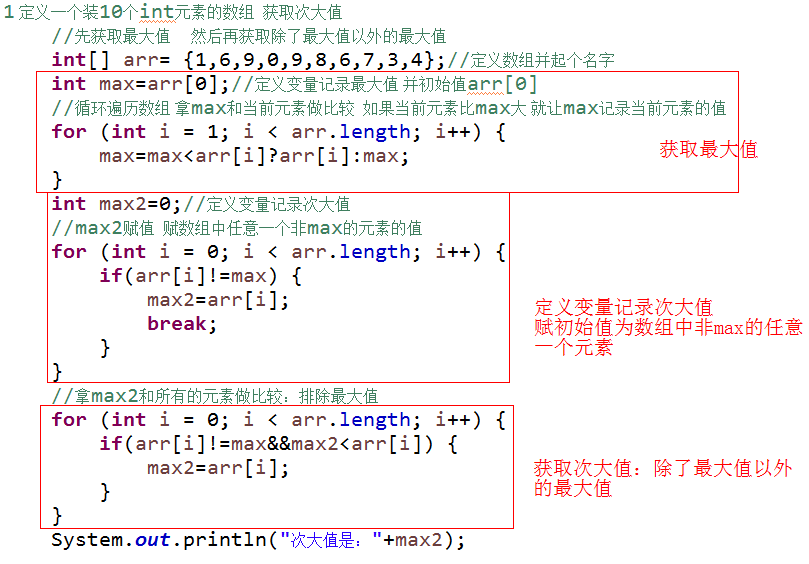 1 定义一个装10个int元素的数组 获取次大值
//先获取最大值 然后再获取除了最大值以外的最大值
int[] arr= {1,6,9,0,9,8,6,7,3,4};//定义数组并起个名字
int max=arr[0];//定义变量记录最大值 并初始值arr[0]
//循环遍历数组 拿max和当前元素做比较 如果当前元素比max大 就让max记录当前元素的值
for (int i = 1; i < arr.length; i++) {
max=max<arr[i]?arr[i]:max;
}
获取最大值
int max2=0;//定义变量记录次大值
//max2赋值 赋数组中任意一个非max的元素的值
for (int i = 0; i < arr.length; i++) {
if(arr[i]!=max) {
max2=arr[i];
break;
}
}
定义变量记录次大值
赋初始值为数组中非max的任意
一个元素
//拿max2和所有的元素做比较：排除最大值
for (int i = 0; i < arr.length; i++) {
if(arr[i]!=max&&max2<arr[i]) {
max2=arr[i];
}
}
获取次大值：除了最大值以外
的最大值
System.out.println("次大值是："+max2);